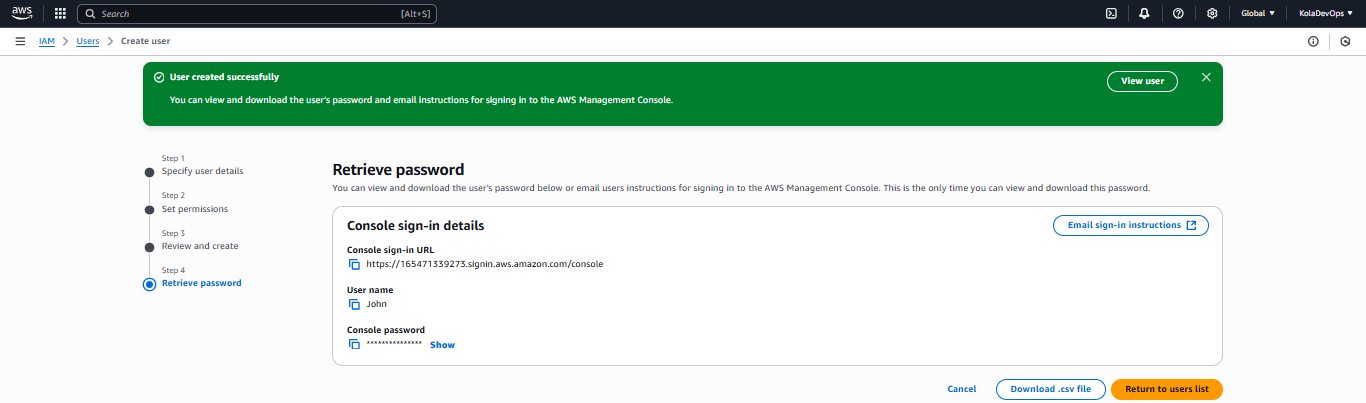 aws
Search
[Alt+S]
Global
KolaDevOps
IAM > Users > Create user
User created successfully
View user
You can view and download the user's password and email instructions for signing in to the AWS Management Console.
Step 1
Specify user details
Step 2
Set permissions
Step 3
Review and create
Step 4
Retrieve password
Retrieve password
You can view and download the user's password below or email users instructions for signing in to the AWS Management Console. This is the only time you can view and download this password.
Console sign-in details
Email sign-in instructions
Console sign-in URL
https://165471339273.signin.aws.amazon.com/console
User name
John
Console password
*************** Show
Cancel
Download .csv file
Return to users list